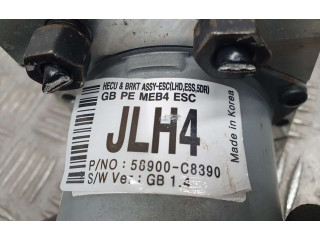 HECU & BRKT ASSY-ESC(LHD,ESS,5DR)
GB PE MEB4 ESC
JLH4
P/NO : 58900-C8390
S/W Ver : GB 1.
Made in Korea